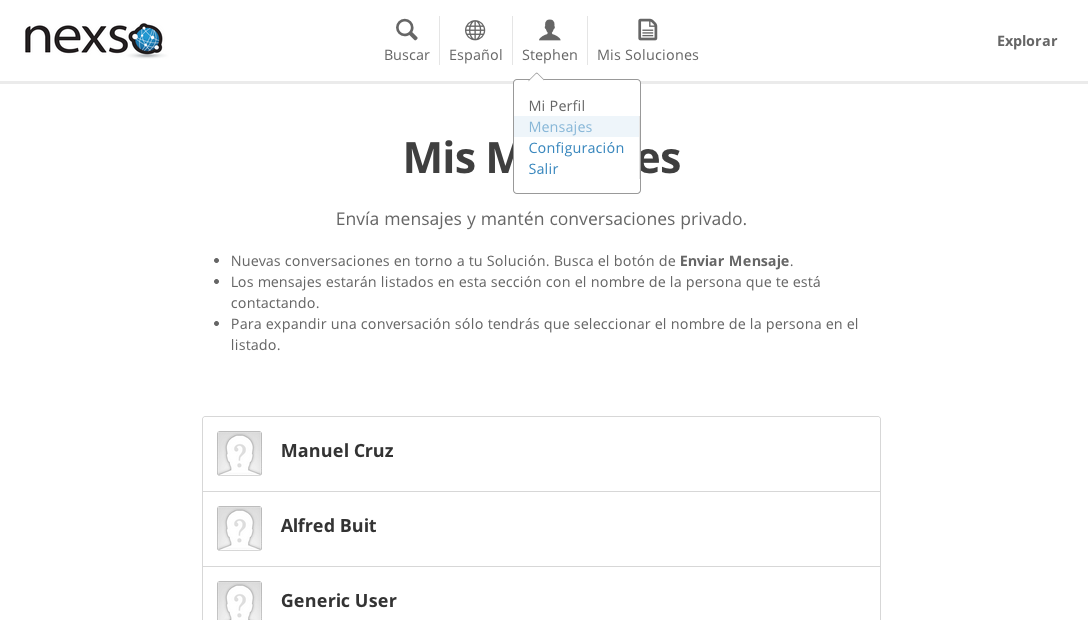 nexso
Buscar
Español
Stephen
Mis Soluciones
Explorar
Mi Perfil
Mensajes
Configuración
Salir
Mis M es
Envía mensajes y mantén conversaciones privado.
Nuevas conversaciones en torno a tu Solución. Busca el botón de Enviar Mensaje.
Los mensajes estarán listados en esta sección con el nombre de la persona que te está
contactando.
Para expandir una conversación sólo tendrás que seleccionar el nombre de la persona en el
listado.
Manuel Cruz
Alfred Buit
Generic User